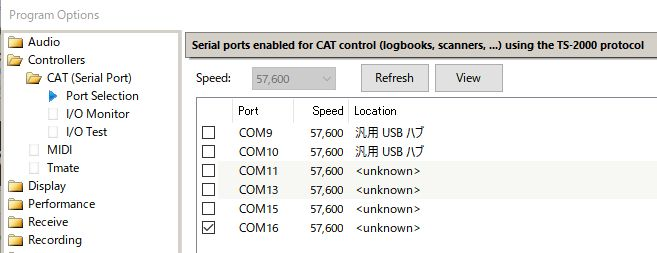 Program Options
Audio
Controllers
CAT (Serial Port)
Port Selection
I/O Monitor
I/O Test
MIDI
Tmate
Display
Performance
Receive
Recording
Serial ports enabled for CAT control (logbooks, scanners, ...) using the TS-2000 protocol
Speed: 57,600 Refresh View
Port Speed Location
COM9 57,600 汎用 USB ハブ
COM10 57,600 汎用 USB ハブ
COM11 57,600 <unknown>
COM13 57,600 <unknown>
COM15 57,600 <unknown>
COM16 57,600 <unknown>